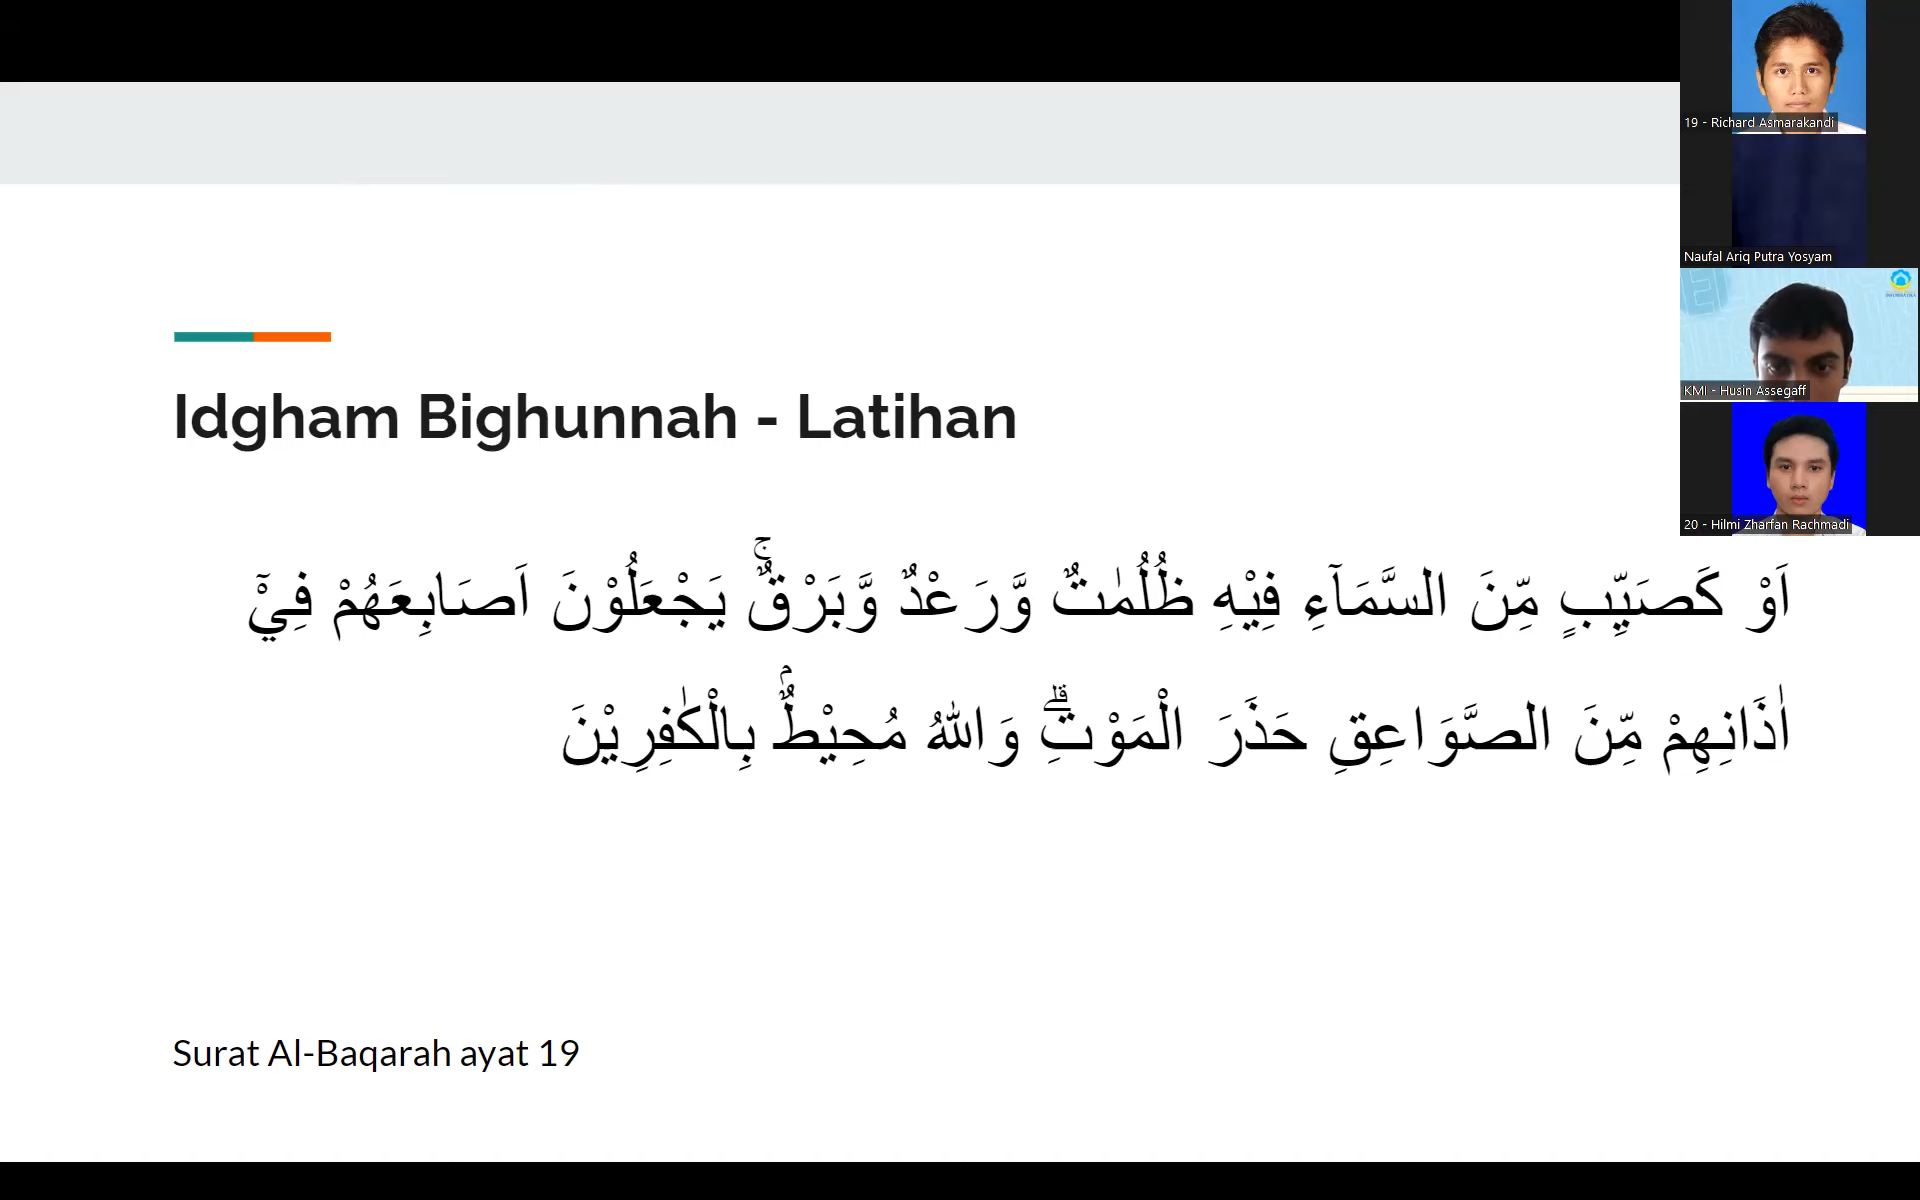 Idgham Bighunnah - Latihan
اَوْ كَصَيِّبٍ مِّنَ السَّمَآءِ فِيْهِ ظُلُمٰتٌ وَّرَعْدٌ وَّبَرْقٌۚ يَجْعَلُوْنَ اَصَابِعَهُمْ فِيْٓ
اٰذَانِهِمْ مِّنَ الصَّوَاعِقِ حَذَرَ الْمَوْتِۗ وَاللّٰهُ مُحِيْطٌۢ بِالْكٰفِرِيْنَ
Surat Al-Baqarah ayat 19
19 - Richard Asmarakandi
Naufal Ariq Putra Yosyam
KMI - Husin Assegaff
20 - Hilmi Zharfan Rachmadi